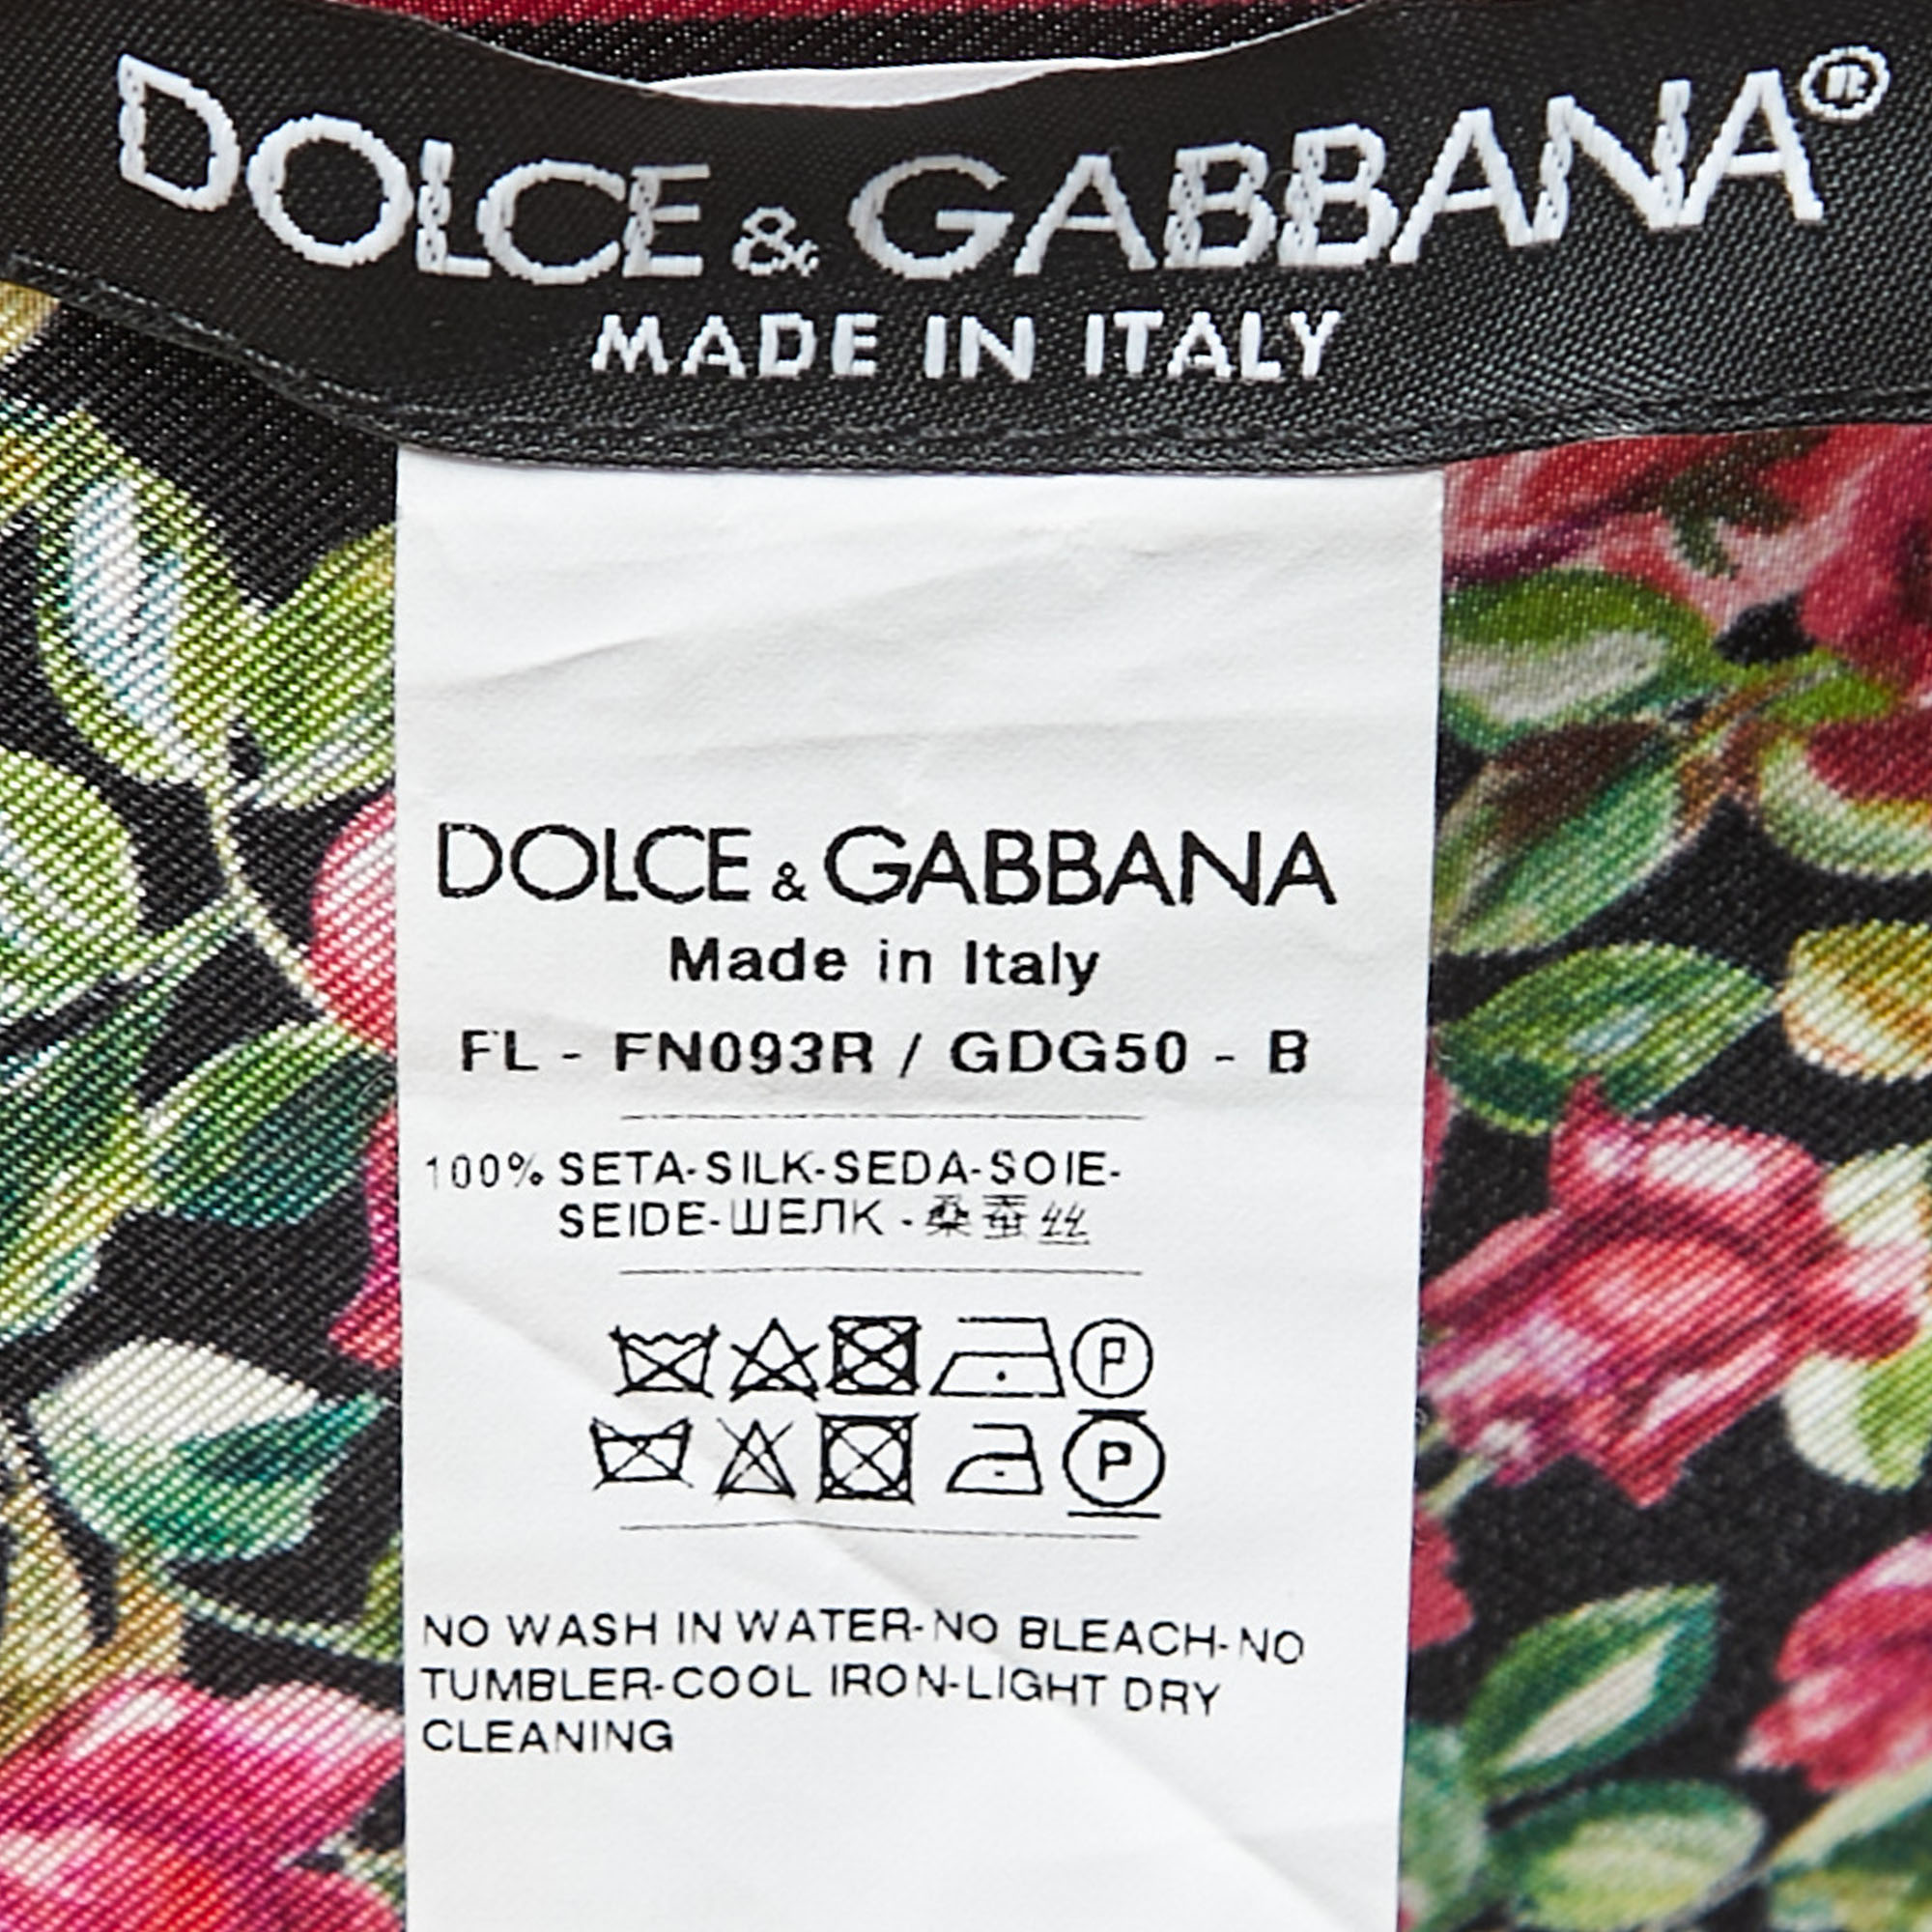 DOLCE & GABBANA®
MADE IN ITALY
DOLCE & GABBANA
Made in Italy
FL - FN093R / GDG50 - B
100% SETA-SILK-SEDA-SOIE-
SEIDE-ШЕЛК - 桑蚕丝
P
P
NO WASH IN WATER-NO BLEACH-NO
TUMBLER-COOL IRON-LIGHT DRY
CLEANING